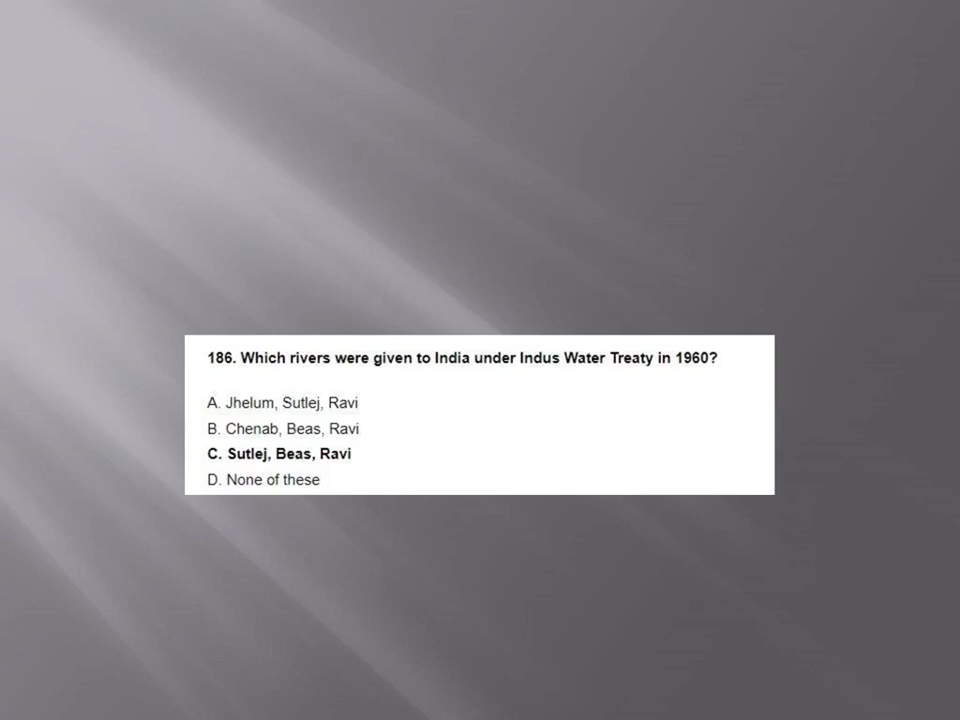 186. Which rivers were given to India under Indus Water Treaty in 1960?
A. Jhelum, Sutlej, Ravi
B. Chenab, Beas, Ravi
C. Sutlej, Beas, Ravi
D. None of these